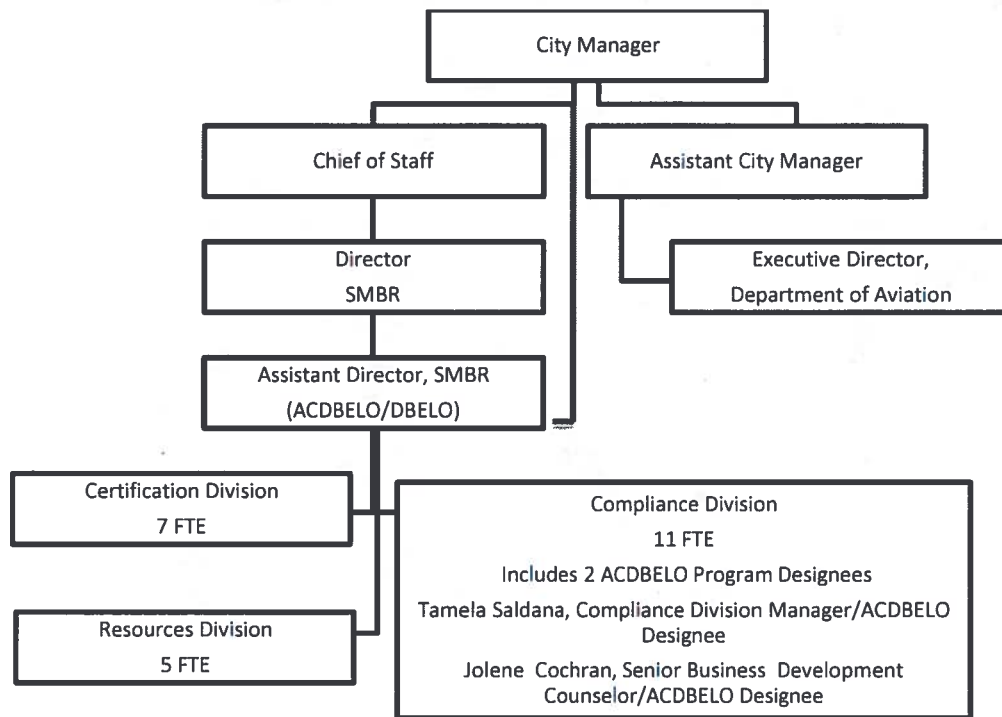 City Manager
Chief of Staff
Assistant City Manager
Director
SMBR
Executive Director,
Department of Aviation
Assistant Director, SMBR
(ACDBELO/DBELO)
Certification Division
7 FTE
Compliance Division
11 FTE
Includes 2 ACDBELO Program Designees
Tamela Saldana, Compliance Division Manager/ACDBELO
Designee
Jolene Cochran, Senior Business Development
Counselor/ACDBELO Designee
Resources Division
5 FTE